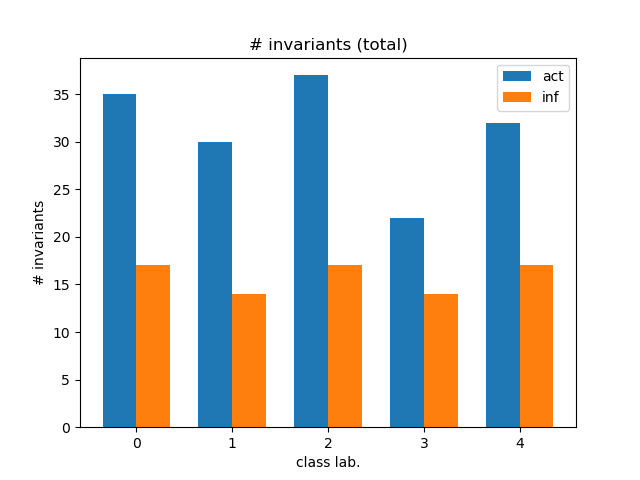 # invariants (total)
act
inf
# invariants
35
30
25
20
15
10
5
0
0 1 2 3 4
class lab.